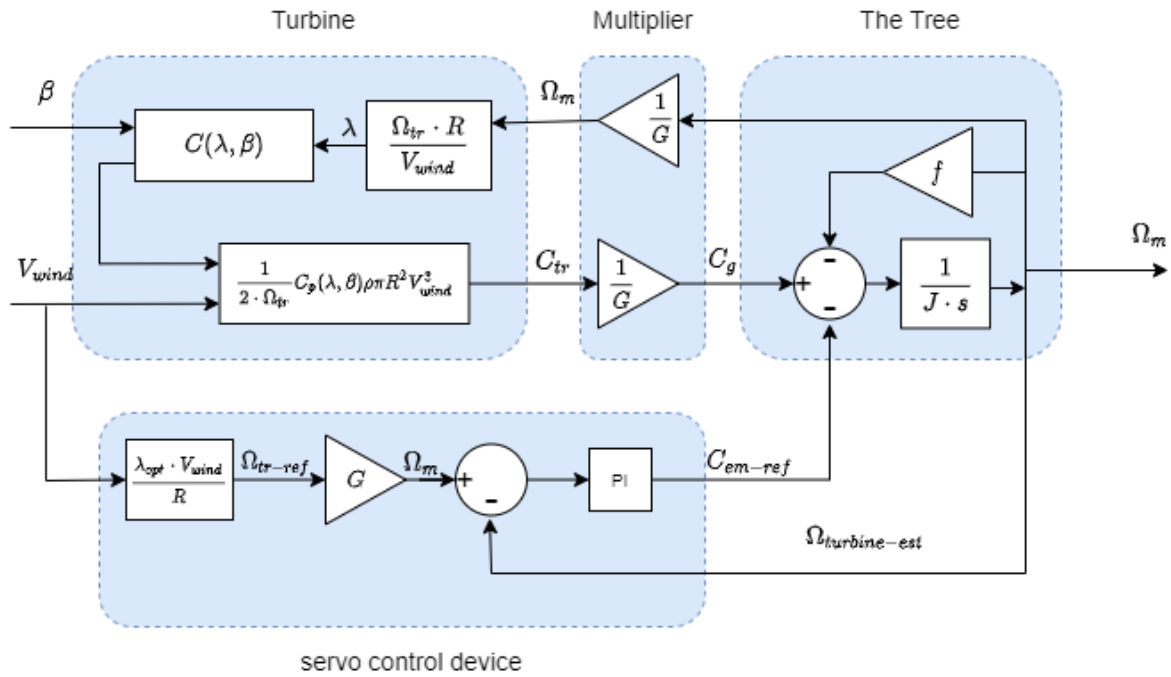 Turbine
Multiplier
The Tree
β
C(λ, β)
λ
Ω_tr · R / V_wind
Ω_m
1 / G
f
V_wind
1 / (2 · Ω_tr) C_p(λ, β)ρπR²V³_wind
C_tr
1 / G
C_g
+
-
-
1 / (J · s)
Ω_m
λ_opt · V_wind / R
Ω_tr-ref
G
Ω_m
+
-
PI
C_em-ref
Ω_turbine-est
servo control device